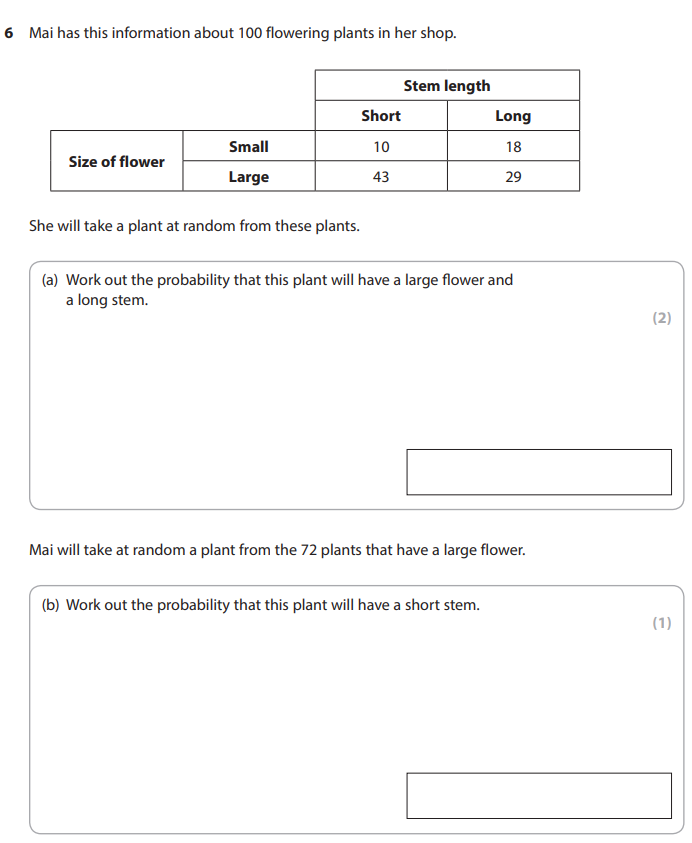 6 Mai has this information about 100 flowering plants in her shop.
Stem length
Short Long
Size of flower Small 10 18
Large 43 29
She will take a plant at random from these plants.
(a) Work out the probability that this plant will have a large flower and
a long stem.
(2)
Mai will take at random a plant from the 72 plants that have a large flower.
(b) Work out the probability that this plant will have a short stem.
(1)